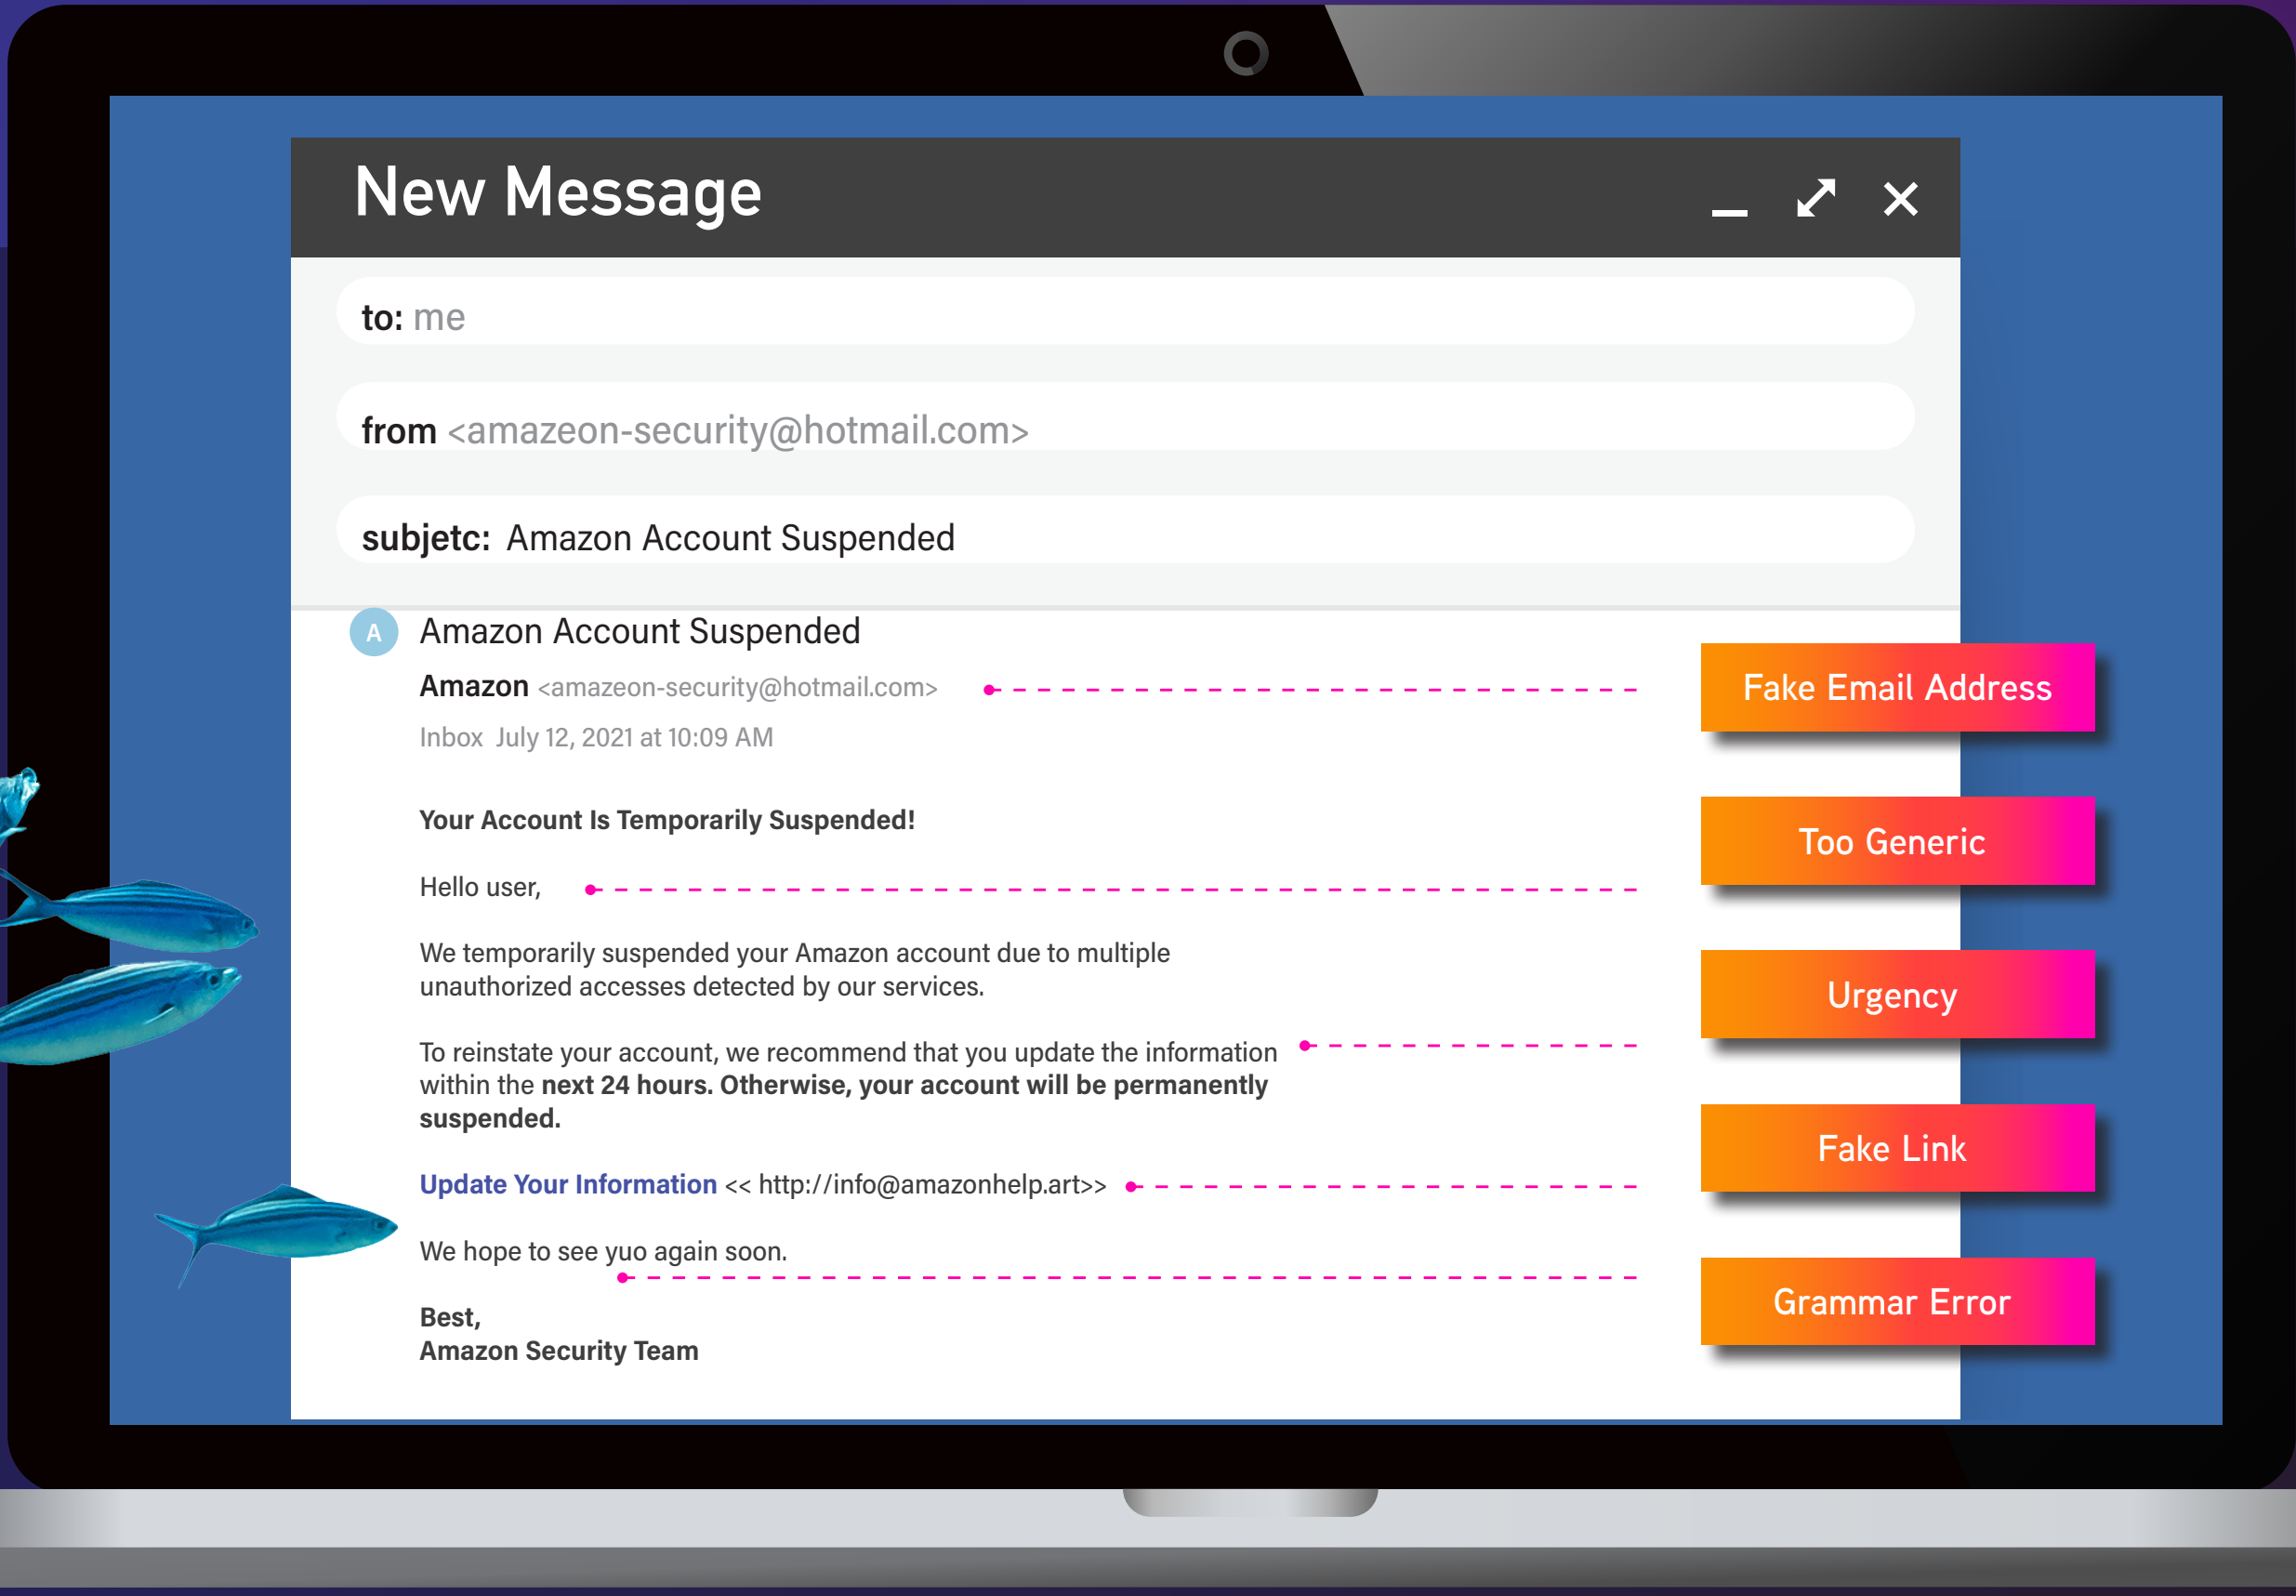 New Message
to: me
from <amazeon-security@hotmail.com>
subjetc: Amazon Account Suspended
A
Amazon Account Suspended
Amazon <amazeon-security@hotmail.com>
Fake Email Address
Inbox July 12, 2021 at 10:09 AM
Your Account Is Temporarily Suspended!
Too Generic
Hello user,
We temporarily suspended your Amazon account due to multiple
unauthorized accesses detected by our services.
Urgency
To reinstate your account, we recommend that you update the information
within the next 24 hours. Otherwise, your account will be permanently
suspended.
Fake Link
Update Your Information << http://info@amazonhelp.art>>
We hope to see yuo again soon.
Grammar Error
Best,
Amazon Security Team